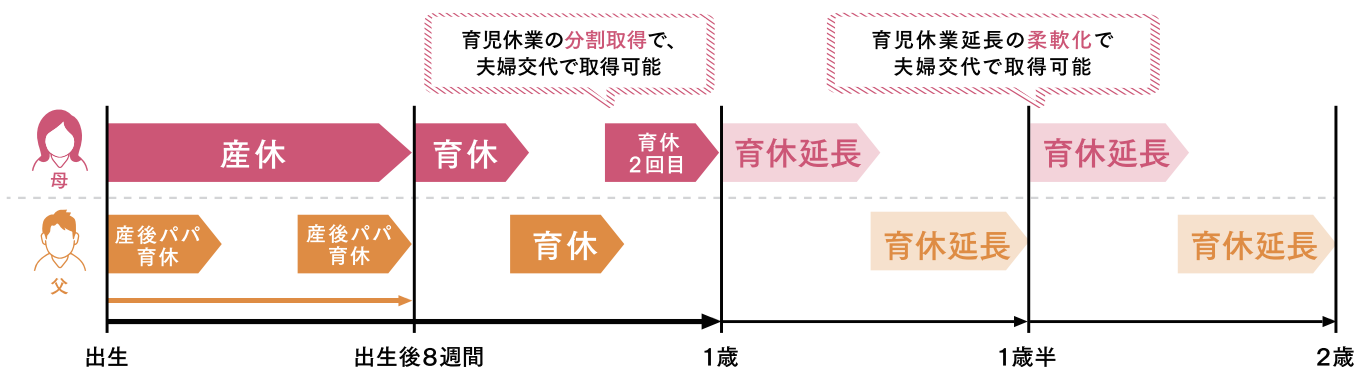 育児休業の分割取得で、
夫婦交代で取得可能
育児休業延長の柔軟化で
夫婦交代で取得可能
母
産休
育休
育休
2回目
育休延長
育休延長
父
産後パパ
育休
産後パパ
育休
育休
育休延長
育休延長
出生
出生後8週間
1歳
1歳半
2歳